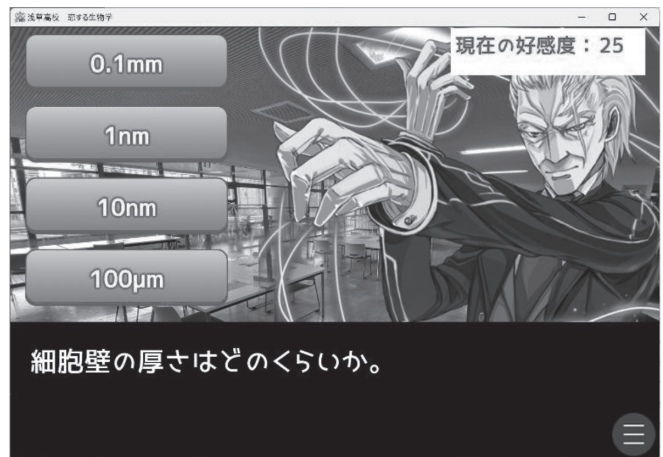 浅草高校 恋する生物学
現在の好感度：25
0.1mm
1nm
10nm
100μm
細胞壁の厚さはどのくらいか。